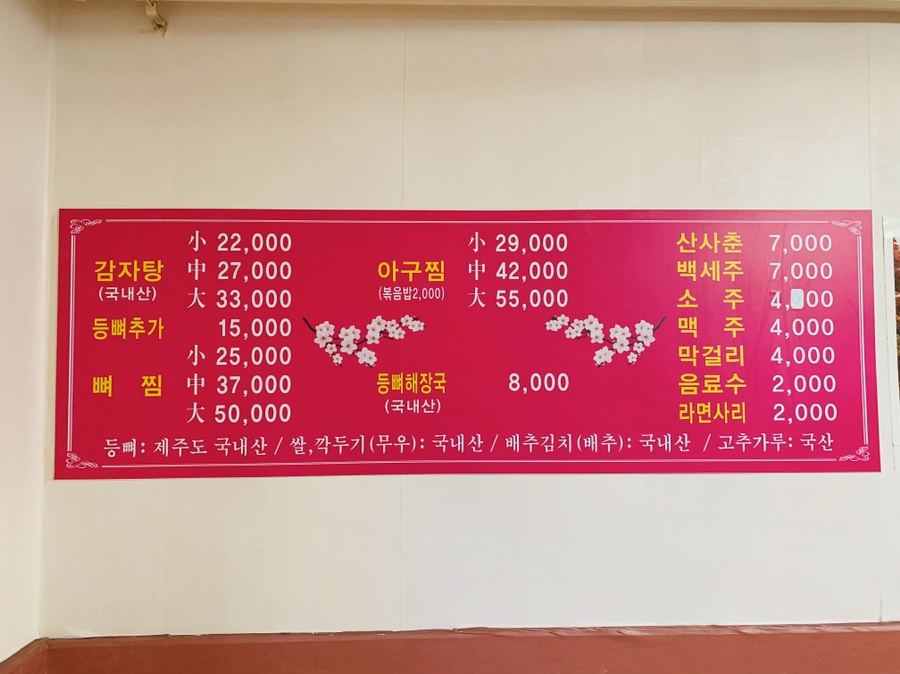 小 22,000
감자탕 中 27,000
(국내산) 大 33,000
등뼈추가 15,000
小 25,000
뼈 찜 中 37,000
大 50,000
小 29,000
아구찜 中 42,000
(볶음밥2,000) 大 55,000
등뼈해장국 8,000
(국내산)
산사춘 7,000
백세주 7,000
소 주
맥 주 4,000
막걸리 4,000
음료수 2,000
라면사리 2,000
등뼈: 제주도 국내산 / 쌀,깍두기(무우): 국내산 / 배추김치(배추): 국내산 / 고추가루: 국산